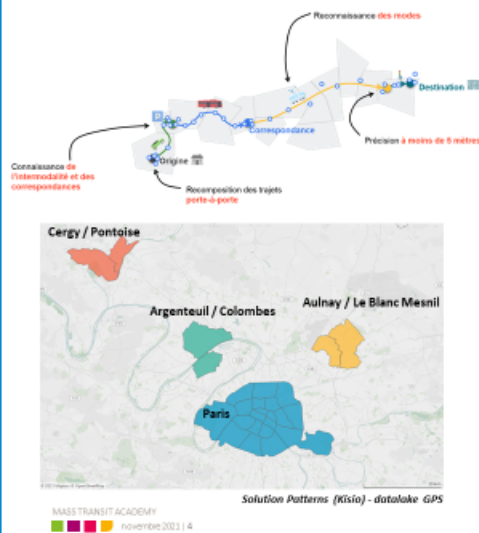 Reconnaissance des modes
Destination
Correspondance
Précision à moins de 5 mètres
Origine
Connaissance de
l'intermodalité et des
correspondances
Recomposition des trajets
porte-à-porte
Cergy / Pontoise
Argenteuil / Colombes
Aulnay / Le Blanc Mesnil
Paris
Solution Patterns (Kisio) - datalake GPS
MASS TRANSIT ACADEMY
novembre 2021 | 4